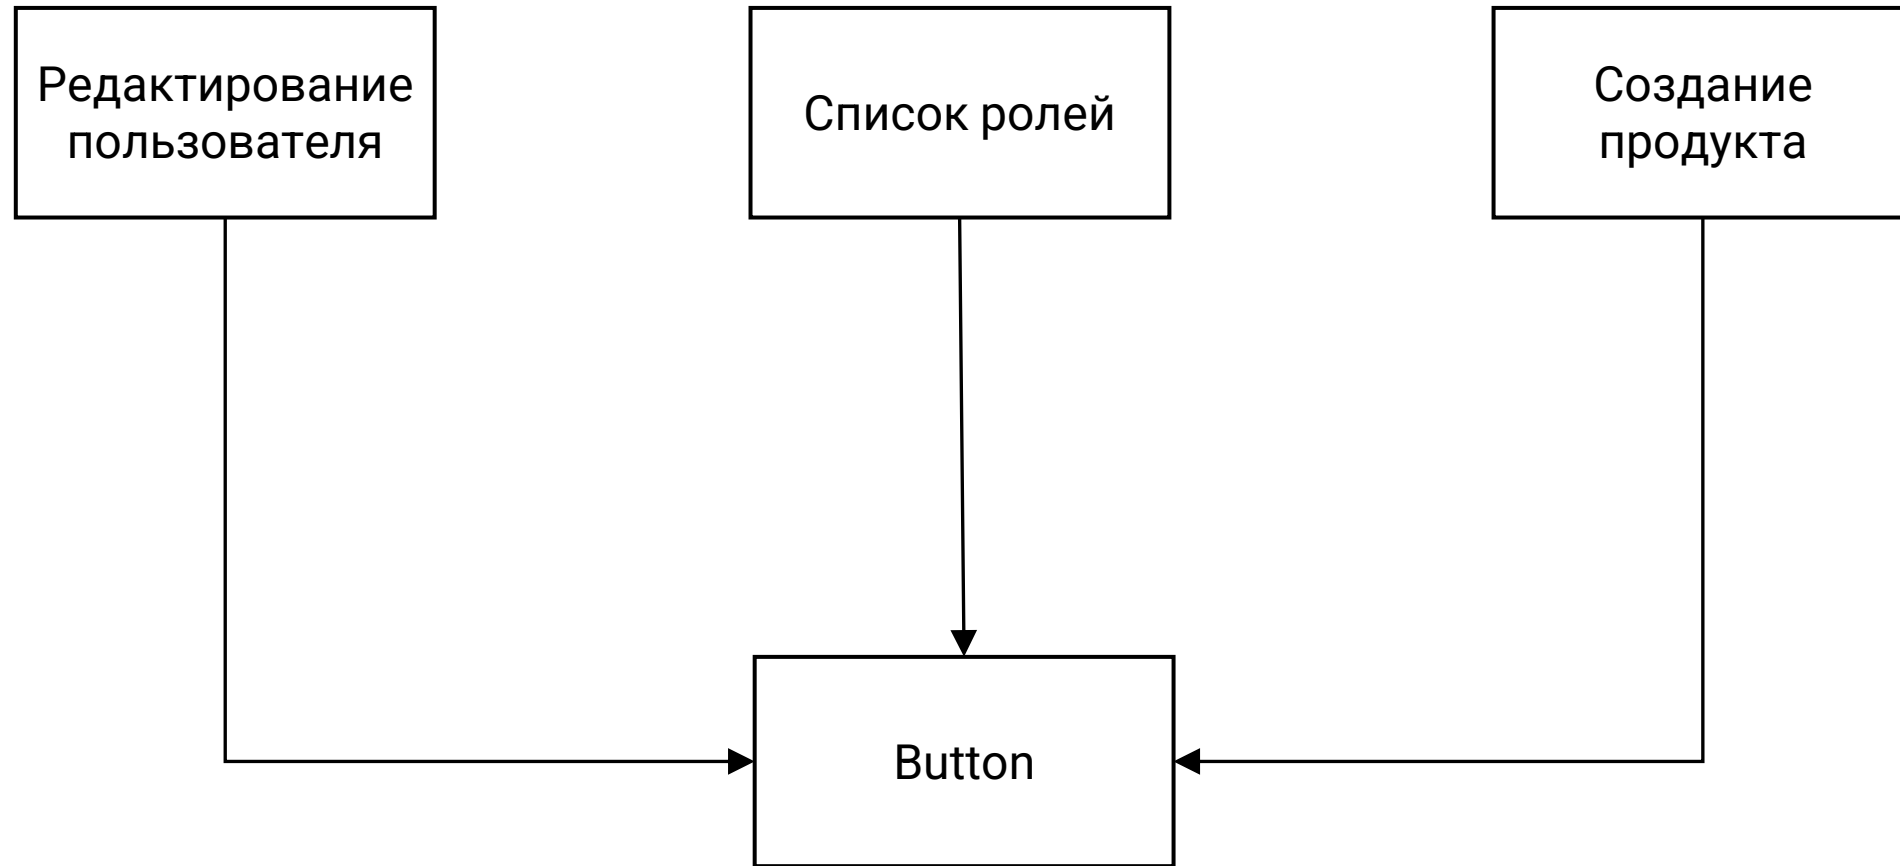 Редактирование
пользователя
Список ролей
Создание
продукта
Button